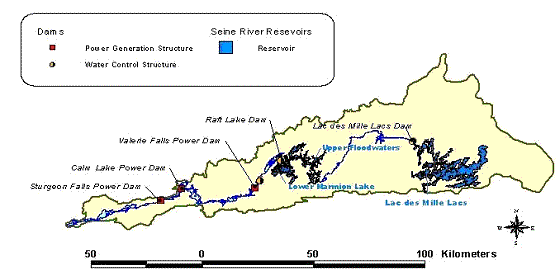 Dams
Seine River Resevoirs
Power Generation Structure
Reservoir
Water Control Structure
Raft Lake Dam
Lac des Mille Lacs Dam
Valerie Falls Power Dam
Upper Floodwaters
Calm Lake Power Dam
Sturgeon Falls Power Dam
Lower Marmion Lake
Lac des Mille Lacs
N
W E
S
50 0 50 100 Kilometers